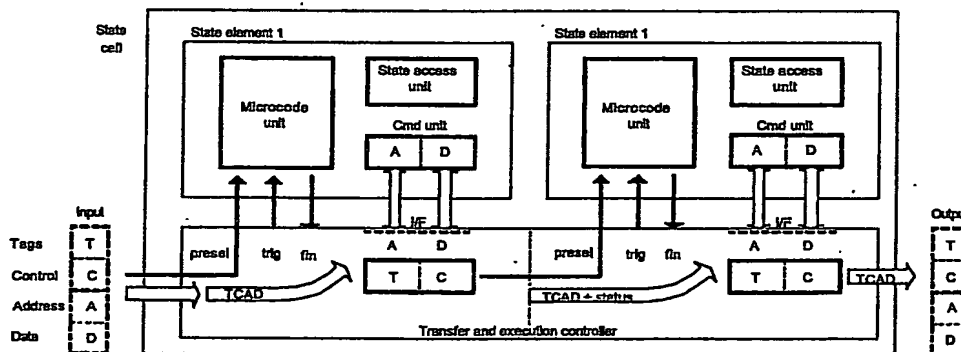 State cell
State element 1
State element 1
Microcode unit
State access unit
Cmd unit
A D
Microcode unit
State access unit
Cmd unit
A D
Input
Output
I/F
I/F
Tags T
Control C
Address A
Data D
presel trig fin
A D
T C
TCAD
presel trig fin
A D
T C
TCAD + status
TCAD
Transfer and execution controller
T
C
A
D